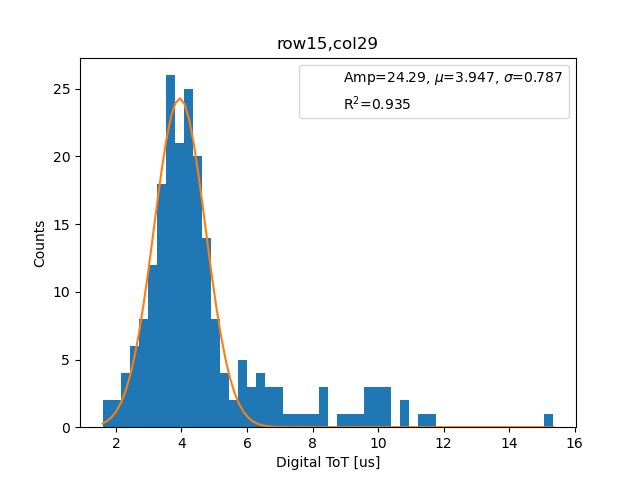 row15,col29
Amp=24.29, μ=3.947, σ=0.787
R²=0.935
25
20
15
10
5
0
Counts
2 4 6 8 10 12 14 16
Digital ToT [us]